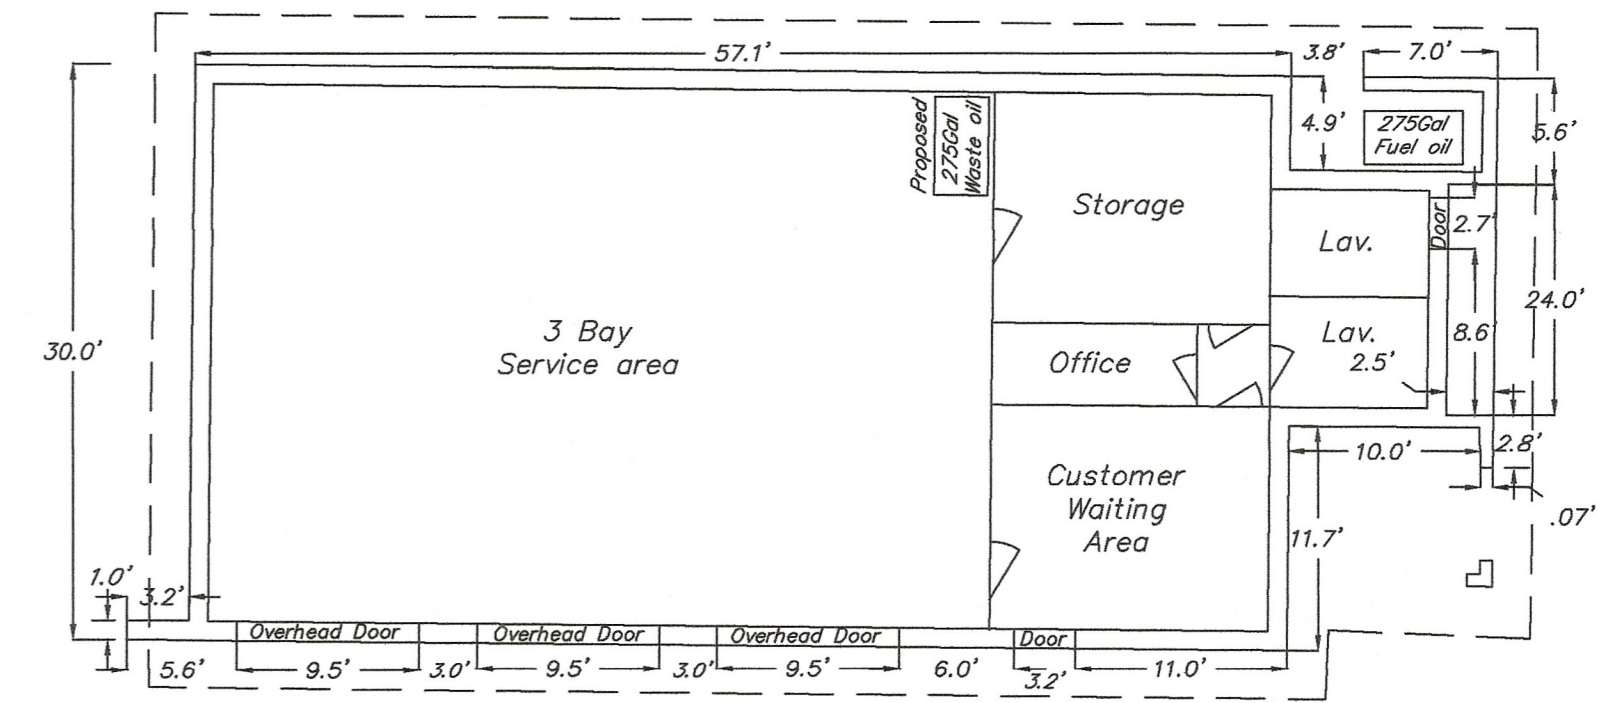 57.1'
3.8'
7.0'
4.9'
275Gal
Fuel oil
5.6'
Proposed
275Gal
Waste oil
Storage
Lav.
Door
2.7'
24.0'
30.0'
3 Bay
Service area
Office
Lav.
2.5'
8.6'
10.0'
2.8'
.07'
Customer
Waiting
Area
11.7'
1.0'
3.2'
Overhead Door
Overhead Door
Overhead Door
Door
5.6'
9.5'
3.0'
9.5'
3.0'
9.5'
6.0'
3.2'
11.0'